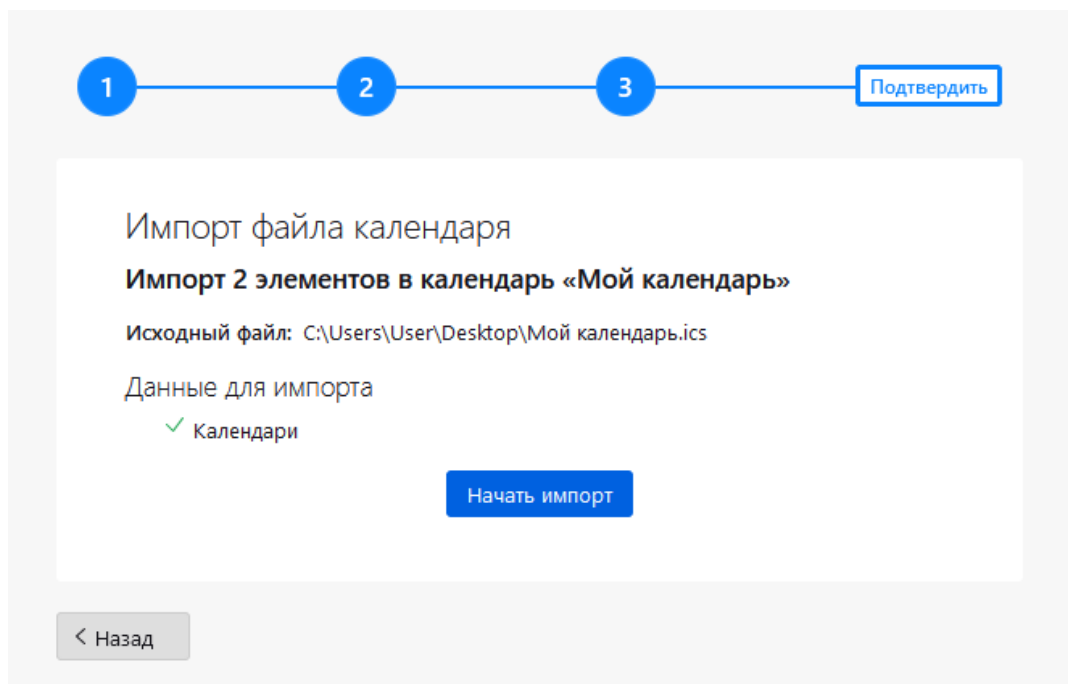 1 2 3 Подтвердить
Импорт файла календаря
Импорт 2 элементов в календарь «Мой календарь»
Исходный файл: C:\Users\User\Desktop\Мой календарь.ics
Данные для импорта
Календари
Начать импорт
Назад